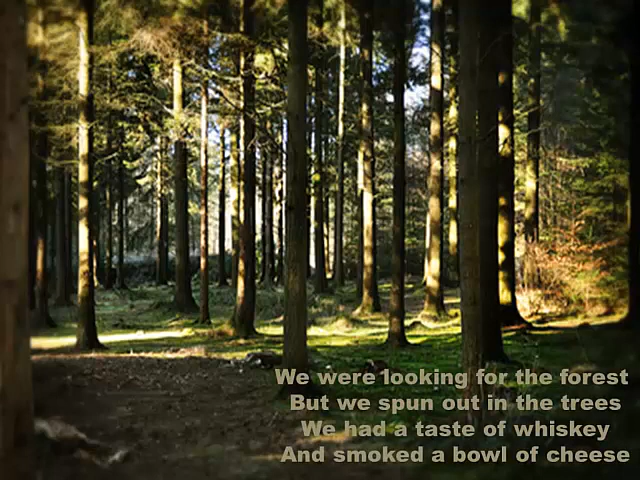 We were looking for the forest
But we spun out in the trees
We had a taste of whiskey
And smoked a bowl of cheese